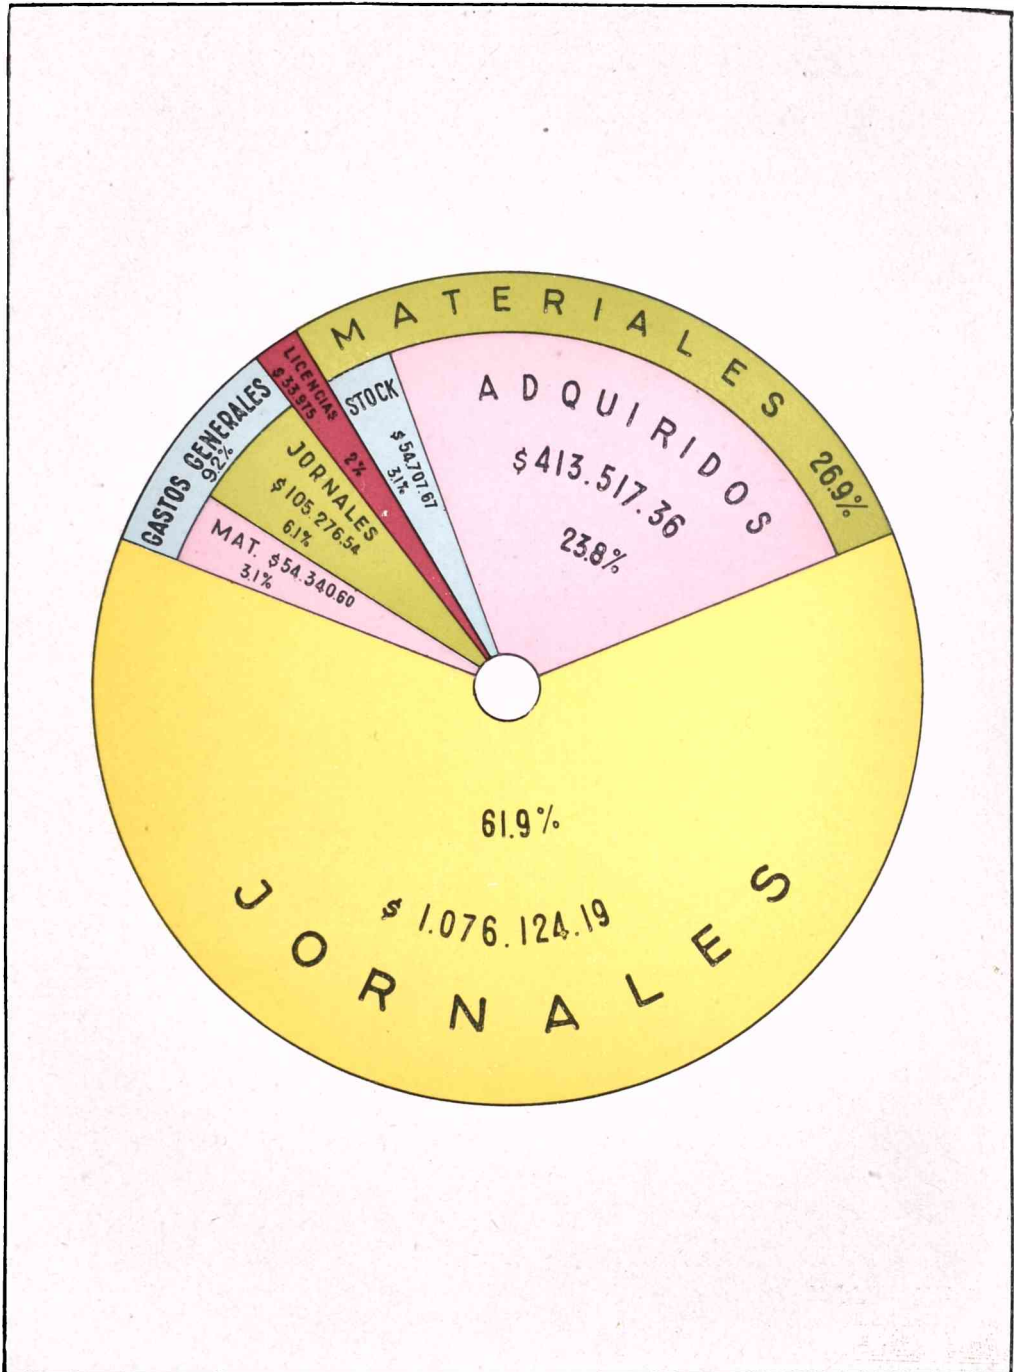 MATERIALES 26.9%
ADQUIRIDOS
$413.517.36
23.8%
STOCK
$54,707.67
3.1%
LICENCIAS
$33.975
2%
GASTOS GENERALES
9.2%
JORNALES
$105.276.54
6.1%
MAT. $54.340.60
3.1%
61.9%
$1.076.124.19
JORNALES